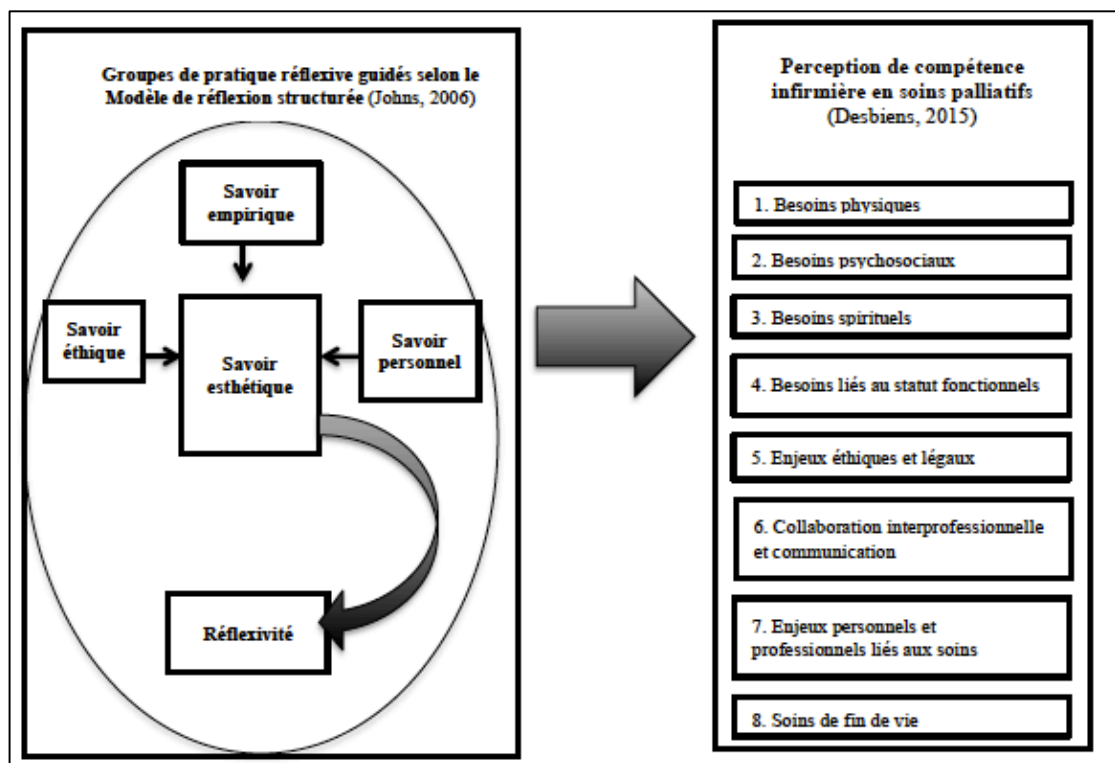 Groupes de pratique réflexive guidés selon le
Modèle de réflexion structurée (Johns, 2006)
Savoir
empirique
Savoir
éthique
Savoir
esthétique
Savoir
personnel
Réflexivité
Perception de compétence
infirmière en soins palliatifs
(Desbiens, 2015)
1. Besoins physiques
2. Besoins psychosociaux
3. Besoins spirituels
4. Besoins liés au statut fonctionnels
5. Enjeux éthiques et légaux
6. Collaboration interprofessionnelle
et communication
7. Enjeux personnels et
professionnels liés aux soins
8. Soins de fin de vie